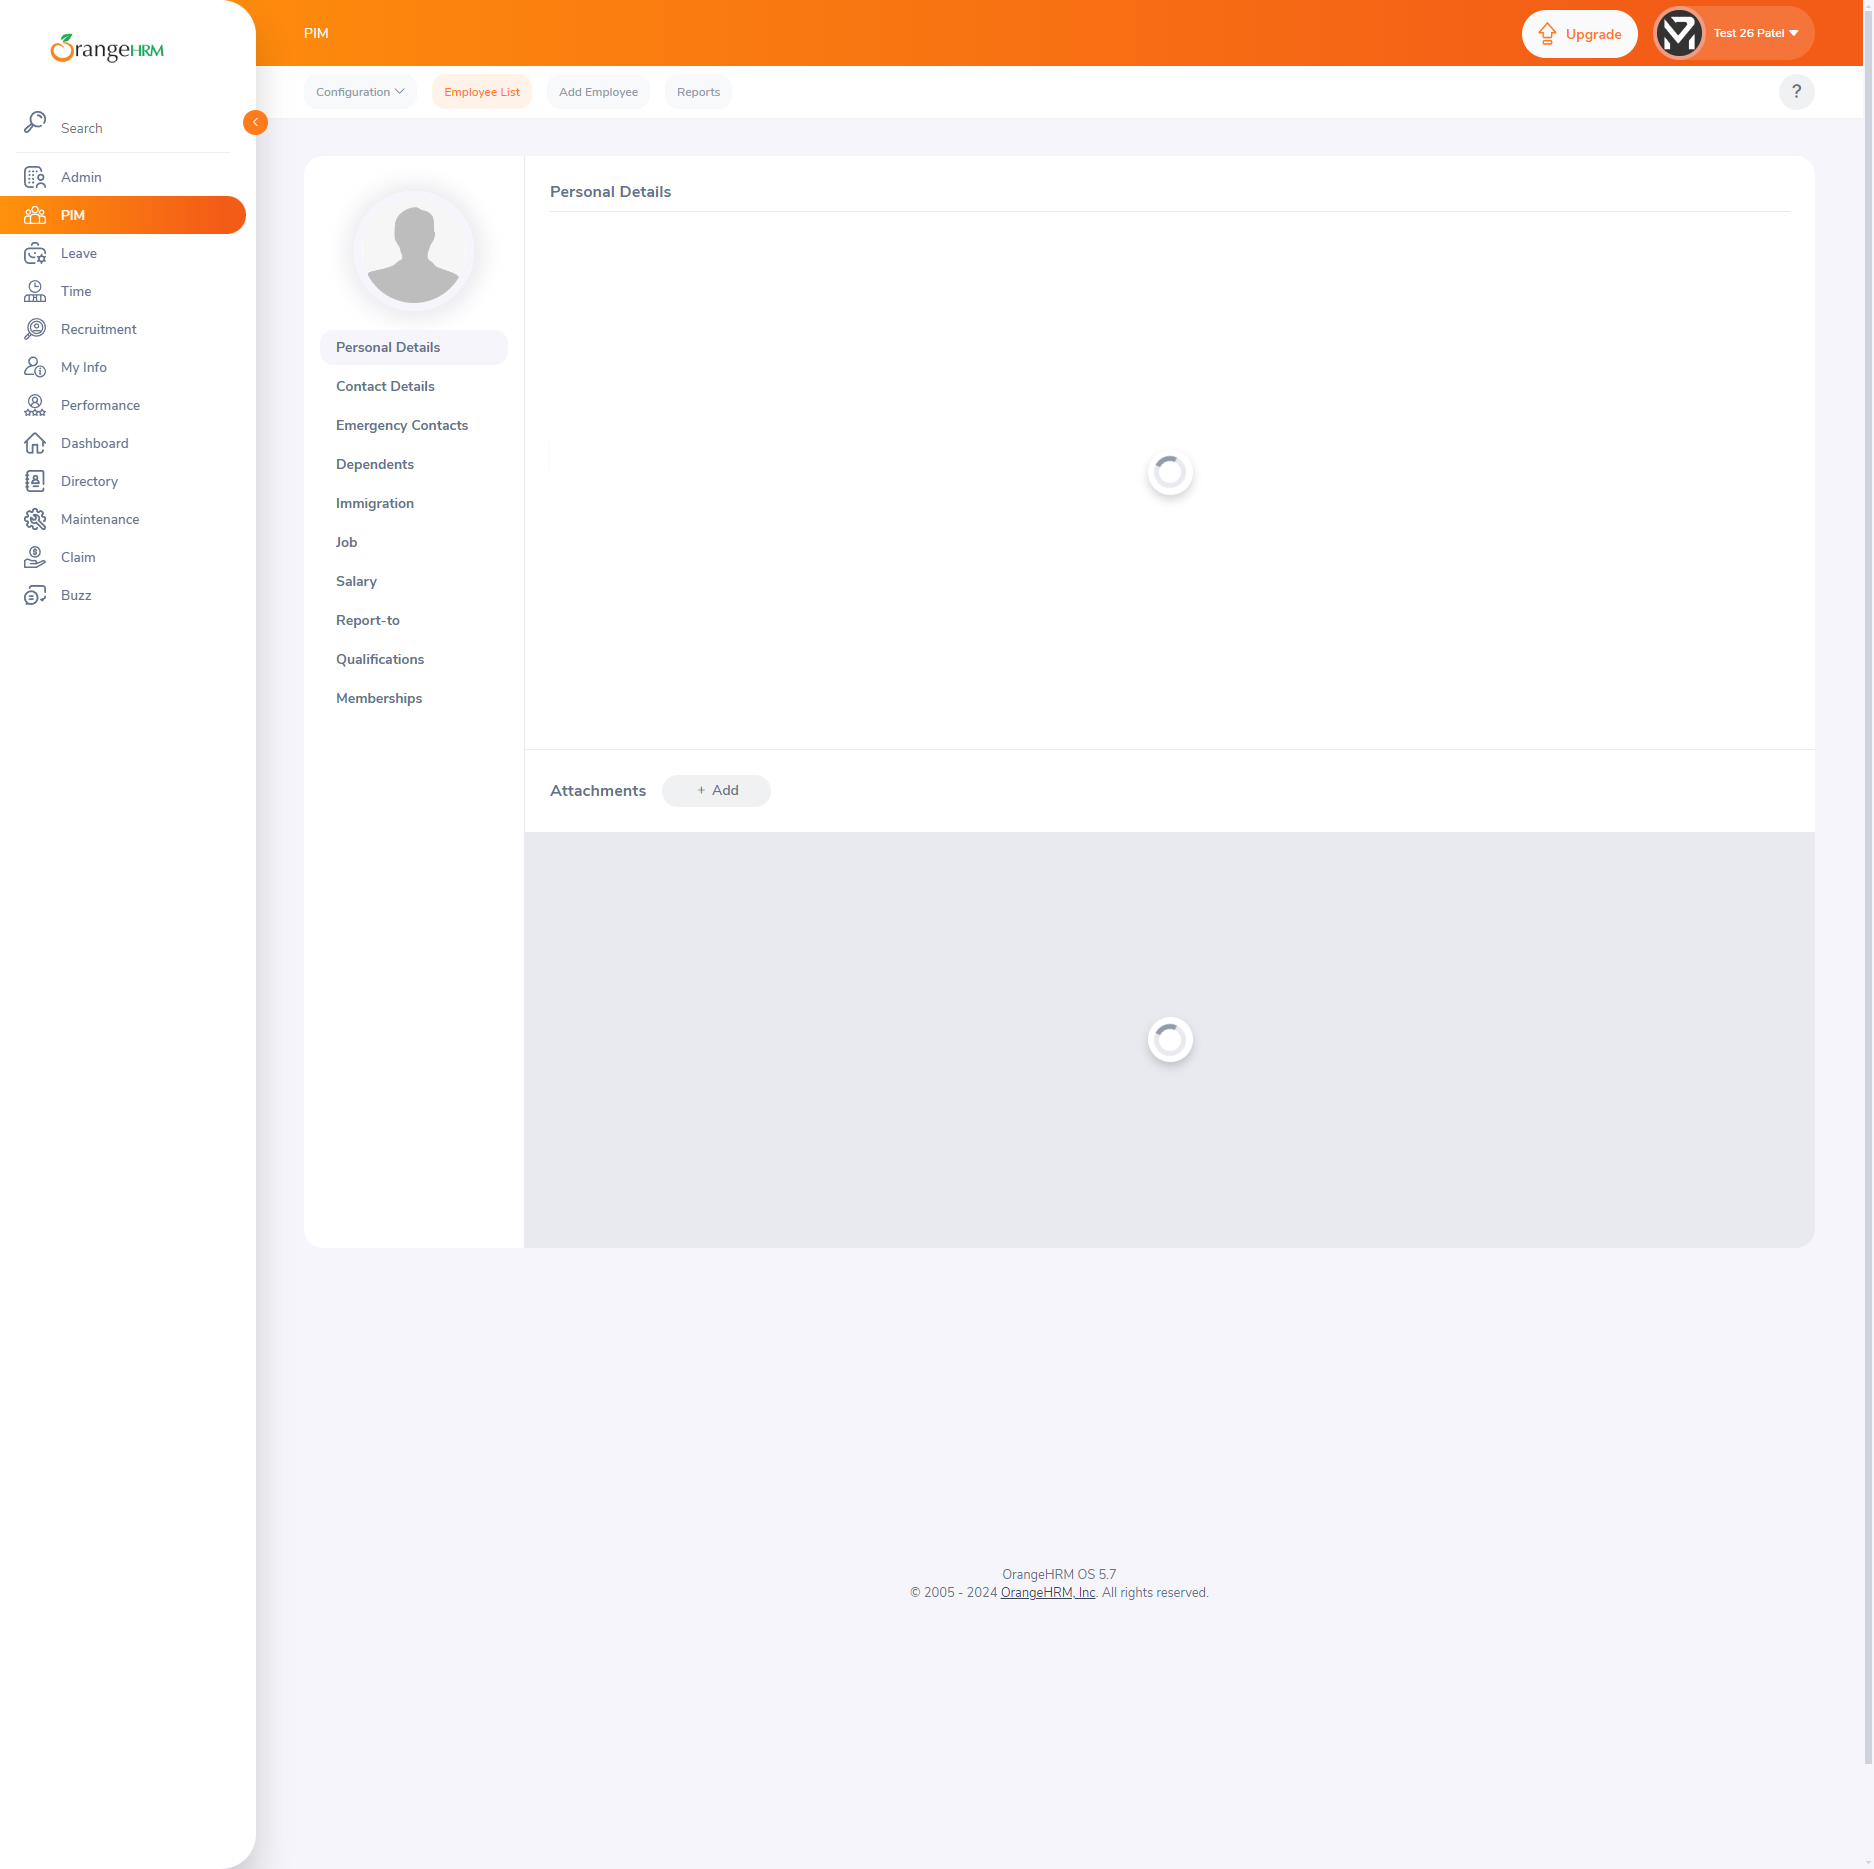 OrangeHRM
Search
Admin
PIM
Leave
Time
Recruitment
My Info
Performance
Dashboard
Directory
Maintenance
Claim
Buzz
PIM
Upgrade
Test 26 Patel
Configuration
Employee List
Add Employee
Reports
?
Personal Details
Contact Details
Emergency Contacts
Dependents
Immigration
Job
Salary
Report-to
Qualifications
Memberships
Personal Details
Attachments
+ Add
OrangeHRM OS 5.7
© 2005 - 2024 OrangeHRM, Inc. All rights reserved.